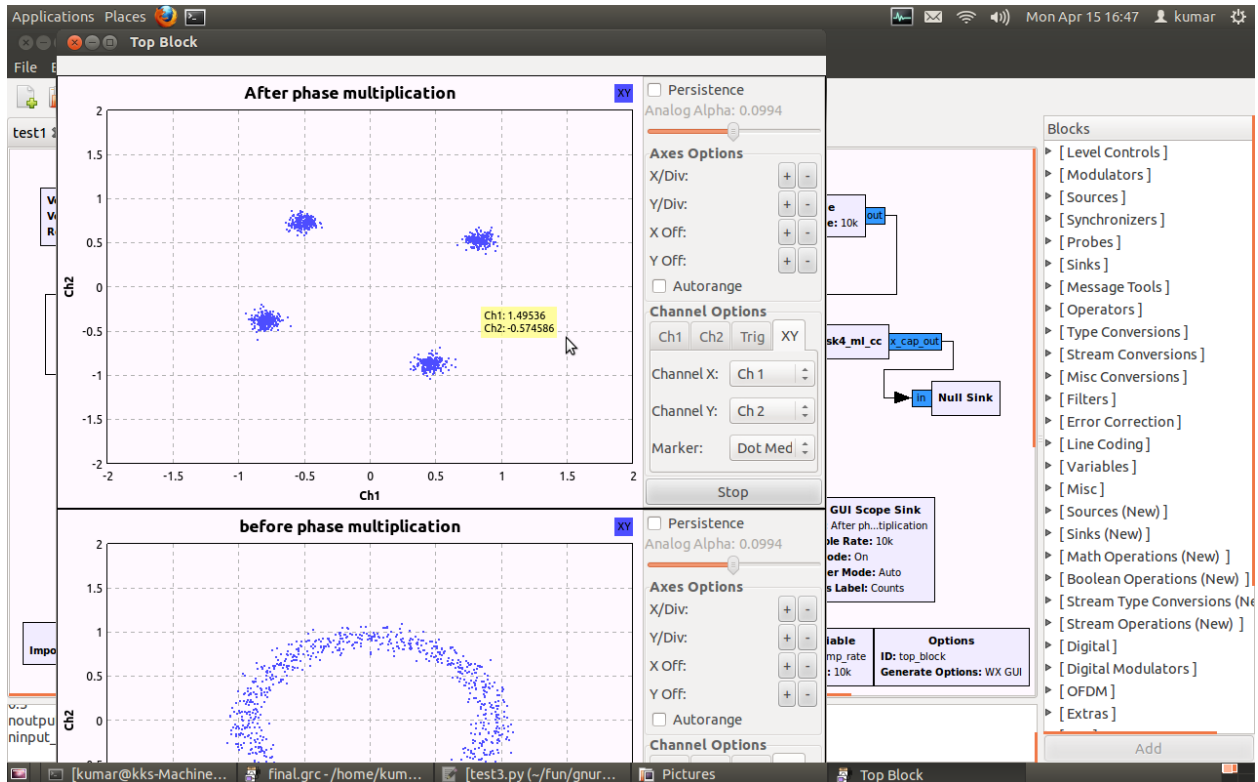 Applications Places
Mon Apr 15 16:47 kumar
Top Block
File
test1
After phase multiplication
XY
2
1.5
1
0.5
0
-0.5
-1
-1.5
-2
-2 -1.5 -1 -0.5 0 0.5 1 1.5 2
Ch1
Ch2
Ch1: 1.49536
Ch2: -0.574586
Persistence
Analog Alpha: 0.0994
Axes Options
X/Div: + -
Y/Div: + -
X Off: + -
Y Off: + -
Autorange
Channel Options
Ch1 Ch2 Trig XY
Channel X: Ch 1
Channel Y: Ch 2
Marker: Dot Med
Stop
before phase multiplication
XY
2
1.5
1
0.5
0
Ch2
Persistence
Analog Alpha: 0.0994
Axes Options
X/Div: + -
Y/Div: + -
X Off: + -
Y Off: + -
Autorange
Channel Options
e: 10k
out
sk4_ml_cc x_cap_out
in Null Sink
GUI Scope Sink
After ph...tiplication
ple Rate: 10k
ode: On
er Mode: Auto
s Label: Counts
iable
mp_rate
: 10k
Options
ID: top_block
Generate Options: WX GUI
Impo
noutpu
ninput_
Blocks
[ Level Controls ]
[ Modulators ]
[ Sources ]
[ Synchronizers ]
[ Probes ]
[ Sinks ]
[ Message Tools ]
[ Operators ]
[ Type Conversions ]
[ Stream Conversions ]
[ Misc Conversions ]
[ Filters ]
[ Error Correction ]
[ Line Coding ]
[ Variables ]
[ Misc ]
[ Sources (New) ]
[ Sinks (New) ]
[ Math Operations (New) ]
[ Boolean Operations (New) ]
[ Stream Type Conversions (Ne
[ Stream Operations (New) ]
[ Digital ]
[ Digital Modulators ]
[ OFDM ]
[ Extras ]
Add
[kumar@kks-Machine...
final.grc - /home/kum...
[test3.py (~/fun/gnur...
Pictures
Top Block